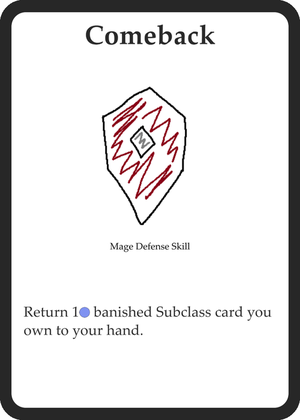 Comeback
Mage Defense Skill
Return 1 banished Subclass card you
own to your hand.